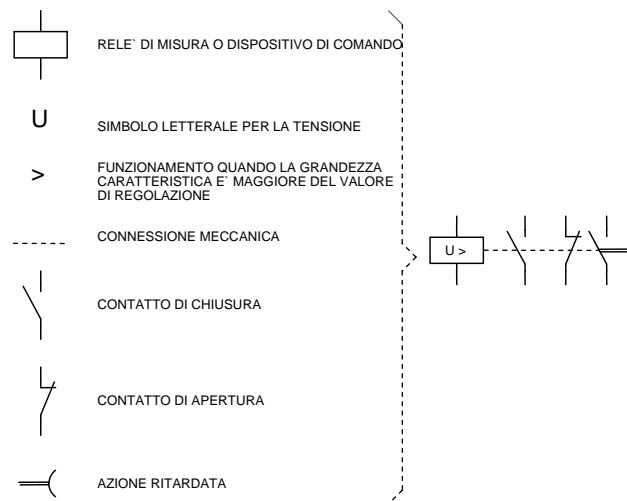 RELE` DI MISURA O DISPOSITIVO DI COMANDO
U
SIMBOLO LETTERALE PER LA TENSIONE
>
FUNZIONAMENTO QUANDO LA GRANDEZZA
CARATTERISTICA E` MAGGIORE DEL VALORE
DI REGOLAZIONE
CONNESSIONE MECCANICA
U >
CONTATTO DI CHIUSURA
CONTATTO DI APERTURA
AZIONE RITARDATA